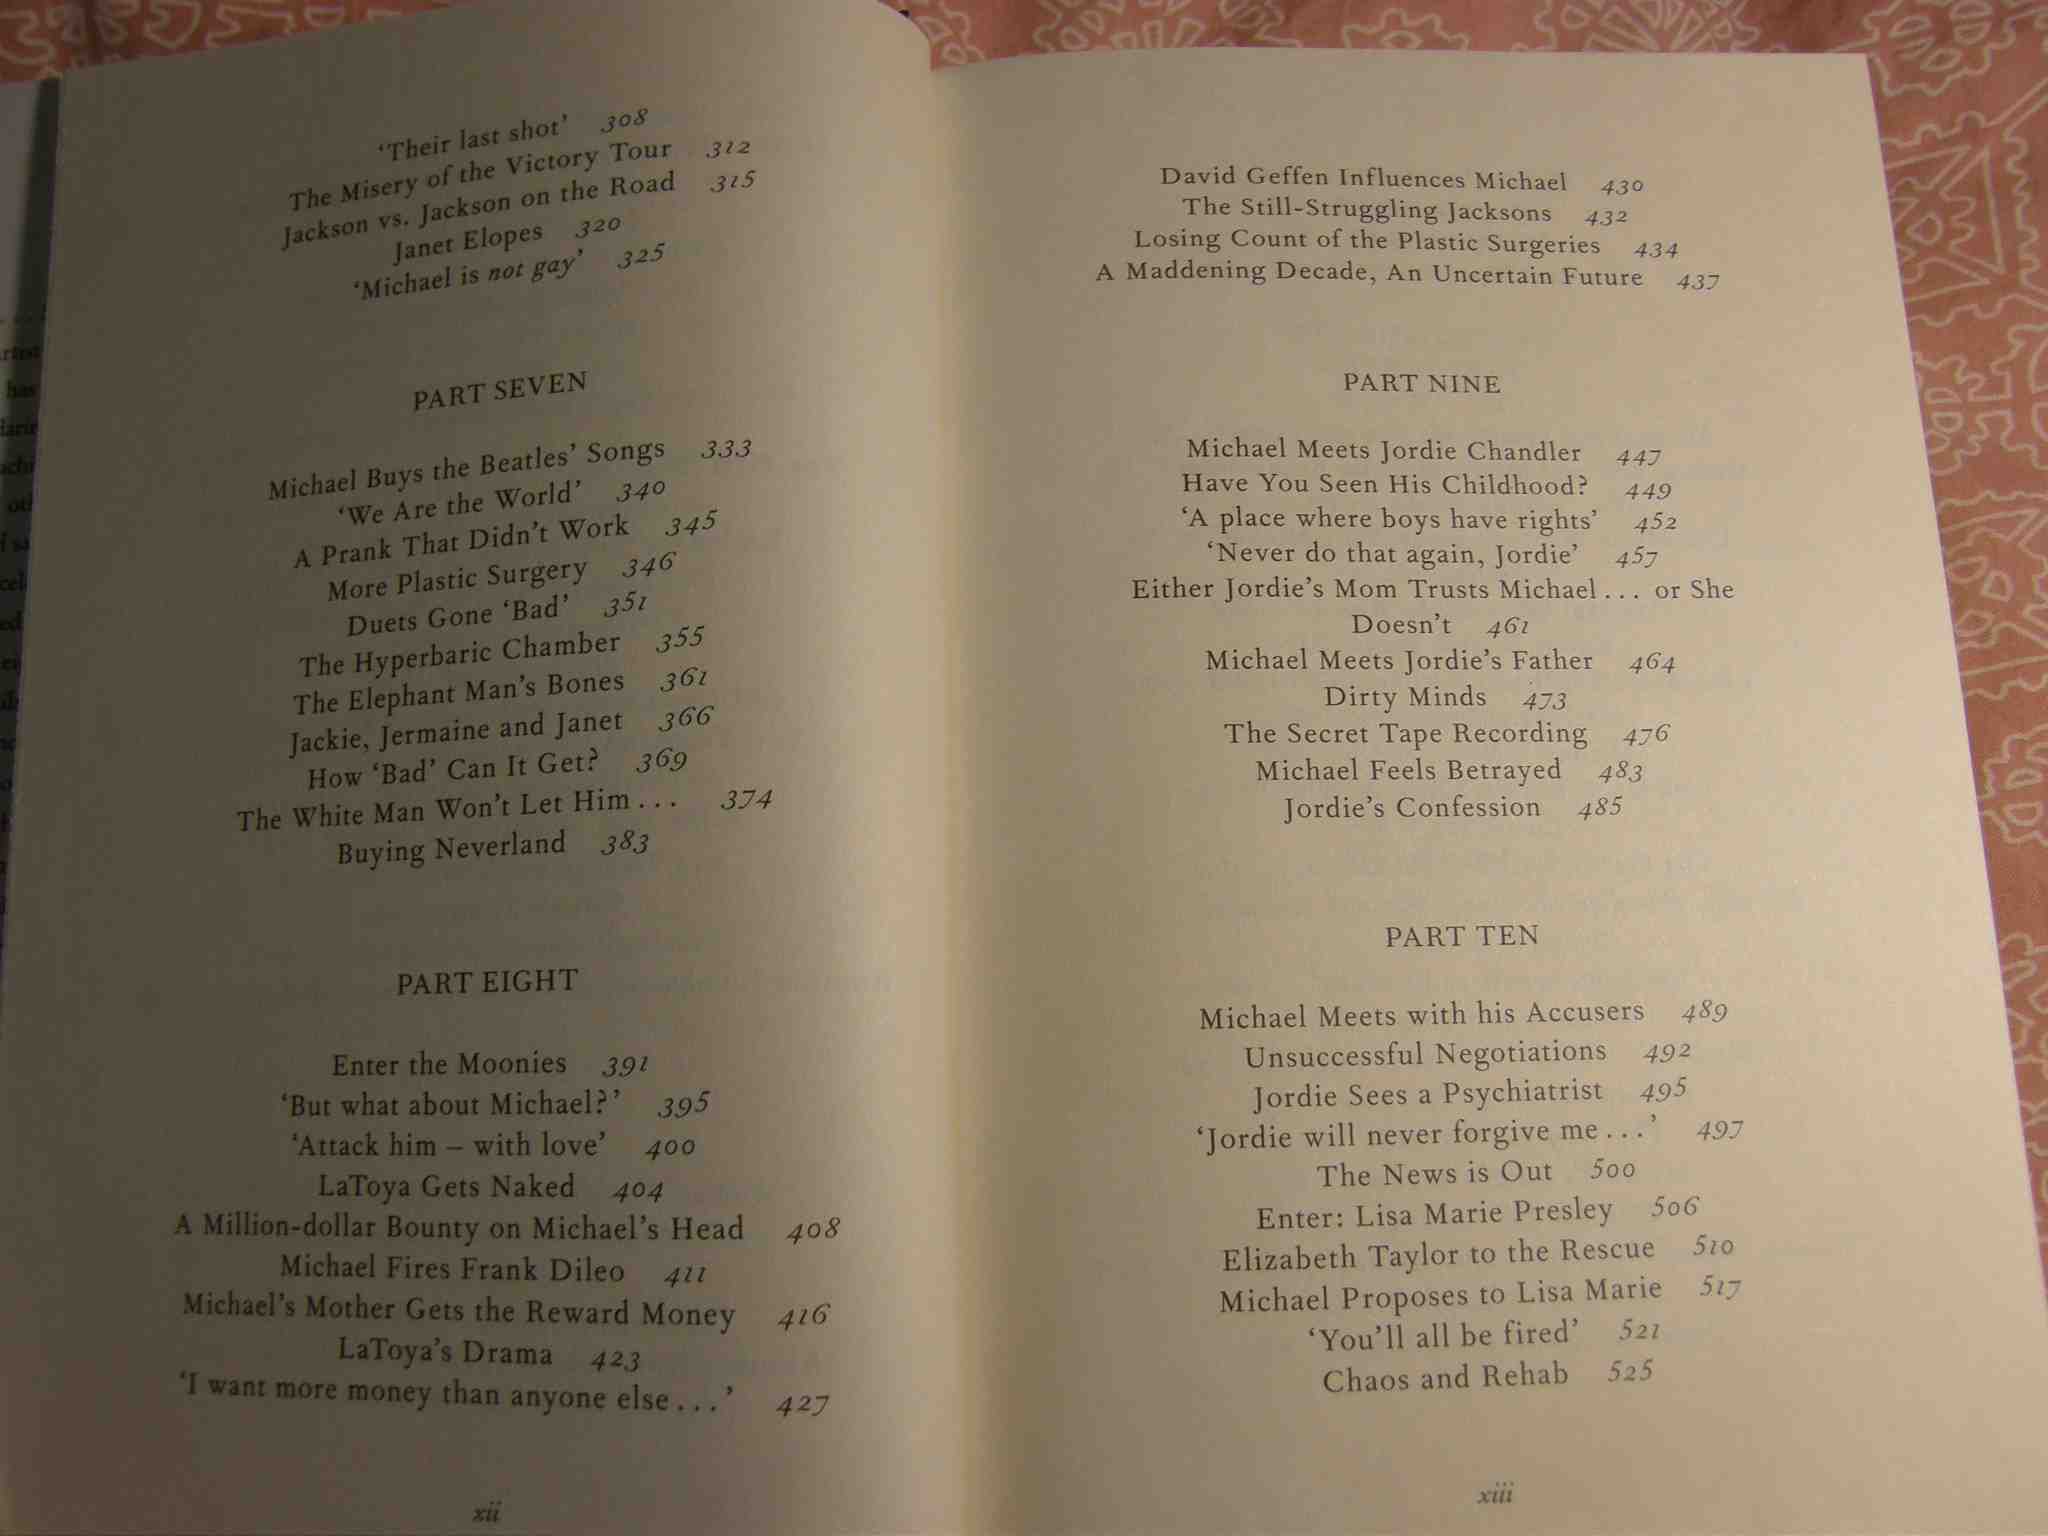 ‘Their last shot’ 308
The Misery of the Victory Tour 312
Jackson vs. Jackson on the Road 315
Janet Elopes 320
‘Michael is not gay’ 325
PART SEVEN
Michael Buys the Beatles’ Songs 333
‘We Are the World’ 340
A Prank That Didn’t Work 345
More Plastic Surgery 346
Duets Gone ‘Bad’ 351
The Hyperbaric Chamber 355
The Elephant Man’s Bones 361
Jackie, Jermaine and Janet 366
How ‘Bad’ Can It Get? 369
The White Man Won’t Let Him . . . 374
Buying Neverland 383
PART EIGHT
Enter the Moonies 391
‘But what about Michael?’ 395
‘Attack him – with love’ 400
LaToya Gets Naked 404
A Million-dollar Bounty on Michael’s Head 408
Michael Fires Frank Dileo 411
Michael’s Mother Gets the Reward Money 416
LaToya’s Drama 423
‘I want more money than anyone else . . .’ 427
xii
David Geffen Influences Michael 430
The Still-Struggling Jacksons 432
Losing Count of the Plastic Surgeries 434
A Maddening Decade, An Uncertain Future 437
PART NINE
Michael Meets Jordie Chandler 447
Have You Seen His Childhood? 449
‘A place where boys have rights’ 452
‘Never do that again, Jordie’ 457
Either Jordie’s Mom Trusts Michael . . . or She
Doesn’t 461
Michael Meets Jordie’s Father 464
Dirty Minds 473
The Secret Tape Recording 476
Michael Feels Betrayed 483
Jordie’s Confession 485
PART TEN
Michael Meets with his Accusers 489
Unsuccessful Negotiations 492
Jordie Sees a Psychiatrist 495
‘Jordie will never forgive me . . .’ 497
The News is Out 500
Enter: Lisa Marie Presley 506
Elizabeth Taylor to the Rescue 510
Michael Proposes to Lisa Marie 517
‘You’ll all be fired’ 521
Chaos and Rehab 525
xiii